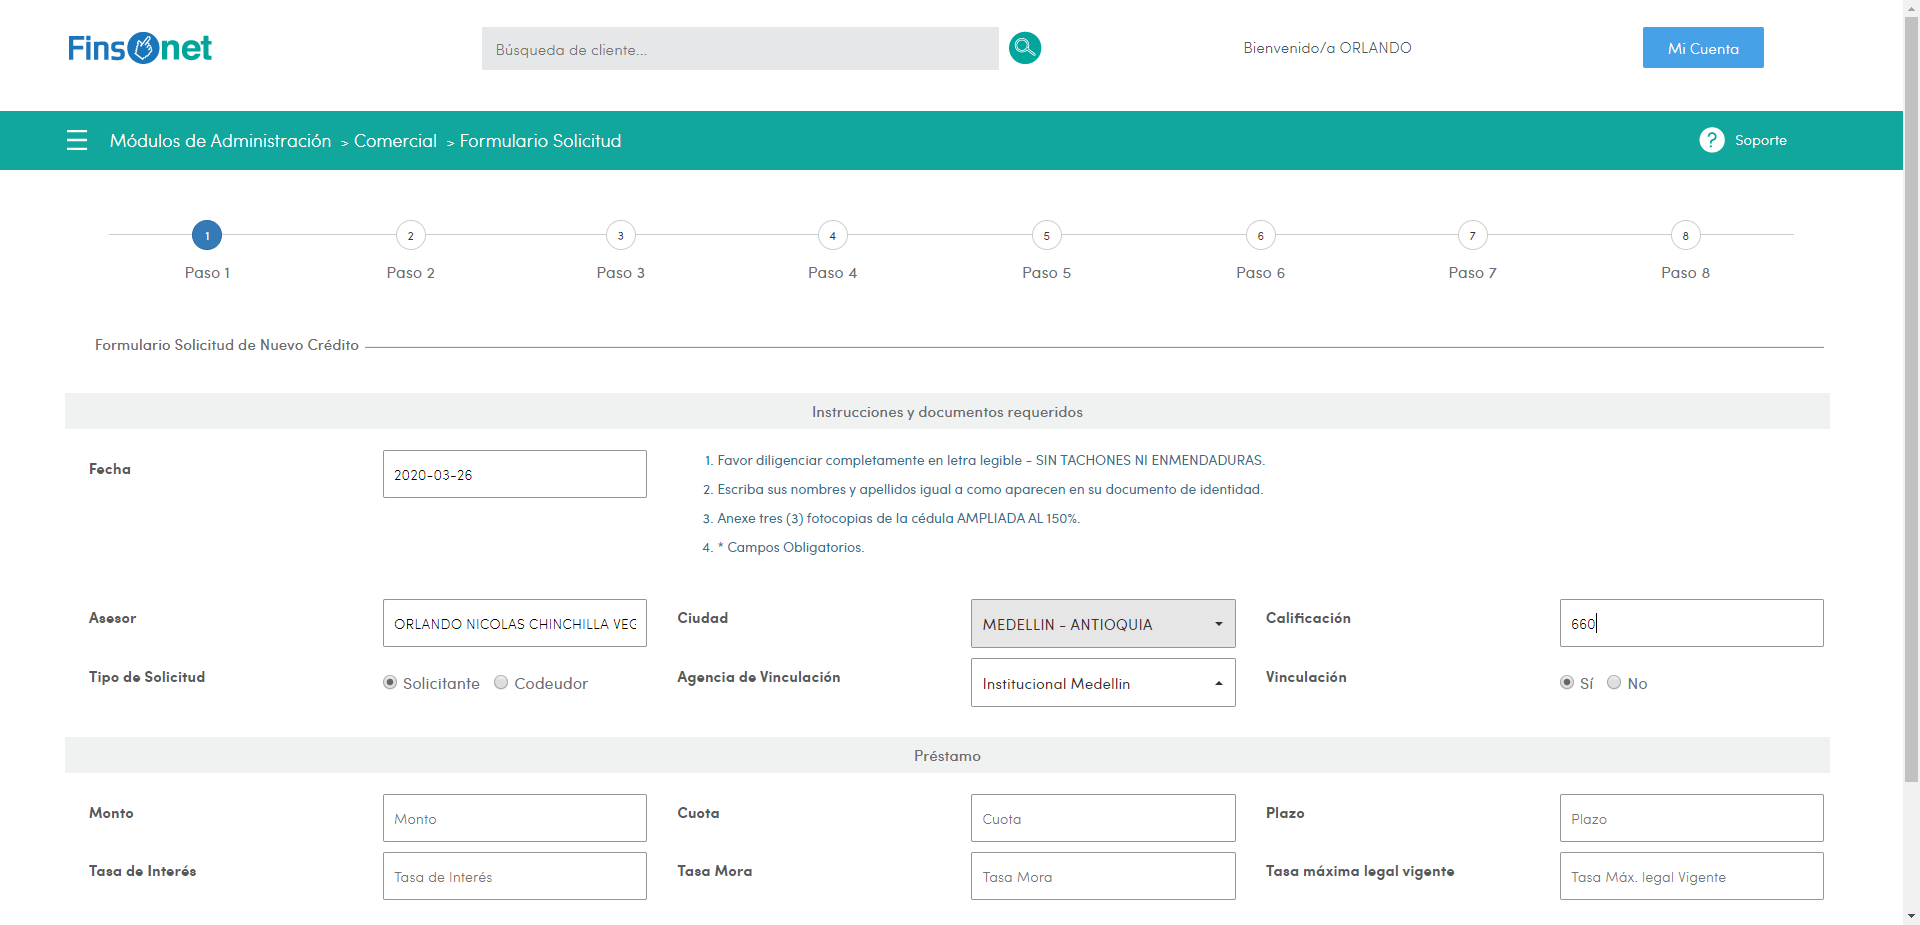 Finsonet
Búsqueda de cliente...
Bienvenido/a ORLANDO
Mi Cuenta
Módulos de Administración > Comercial > Formulario Solicitud
? Soporte
1 2 3 4 5 6 7 8
Paso 1 Paso 2 Paso 3 Paso 4 Paso 5 Paso 6 Paso 7 Paso 8
Formulario Solicitud de Nuevo Crédito
Instrucciones y documentos requeridos
Fecha 2020-03-26
1. Favor diligenciar completamente en letra legible - SIN TACHONES NI ENMENDADURAS.
2. Escriba sus nombres y apellidos igual a como aparecen en su documento de identidad.
3. Anexe tres (3) fotocopias de la cédula AMPLIADA AL 150%.
4. * Campos Obligatorios.
Asesor ORLANDO NICOLAS CHINCHILLA VEG Ciudad MEDELLIN - ANTIOQUIA Calificación 660
Tipo de Solicitud Solicitante Codeudor Agencia de Vinculación Institucional Medellin Vinculación Sí No
Préstamo
Monto Monto Cuota Cuota Plazo Plazo
Tasa de Interés Tasa de Interés Tasa Mora Tasa Mora Tasa máxima legal vigente Tasa Máx. legal Vigente